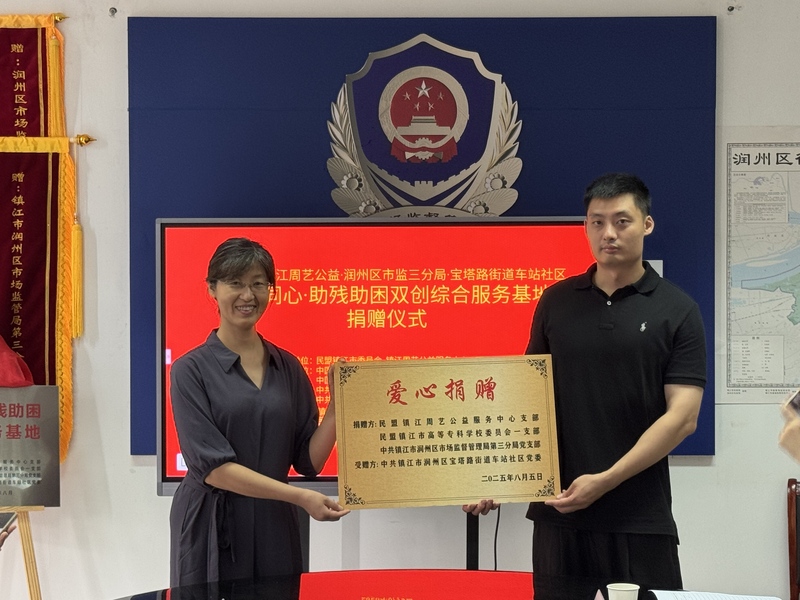 赠：润州区市场监
赠：镇江市润州区市场监督管理局第三分
江周艺公益·润州区市监三分局·宝塔路街道车站社区
同心·助残助困双创综合服务基地
捐赠仪式
爱心捐赠
捐赠方：民盟镇江周艺公益服务中心支部
民盟镇江市高等专科学校委员会一支部
中共镇江市润州区市场监督管理局第三分局党支部
受赠方：中共镇江市润州区宝塔路街道车站社区党委
二〇二五年八月五日
残助困
务基地
润州区